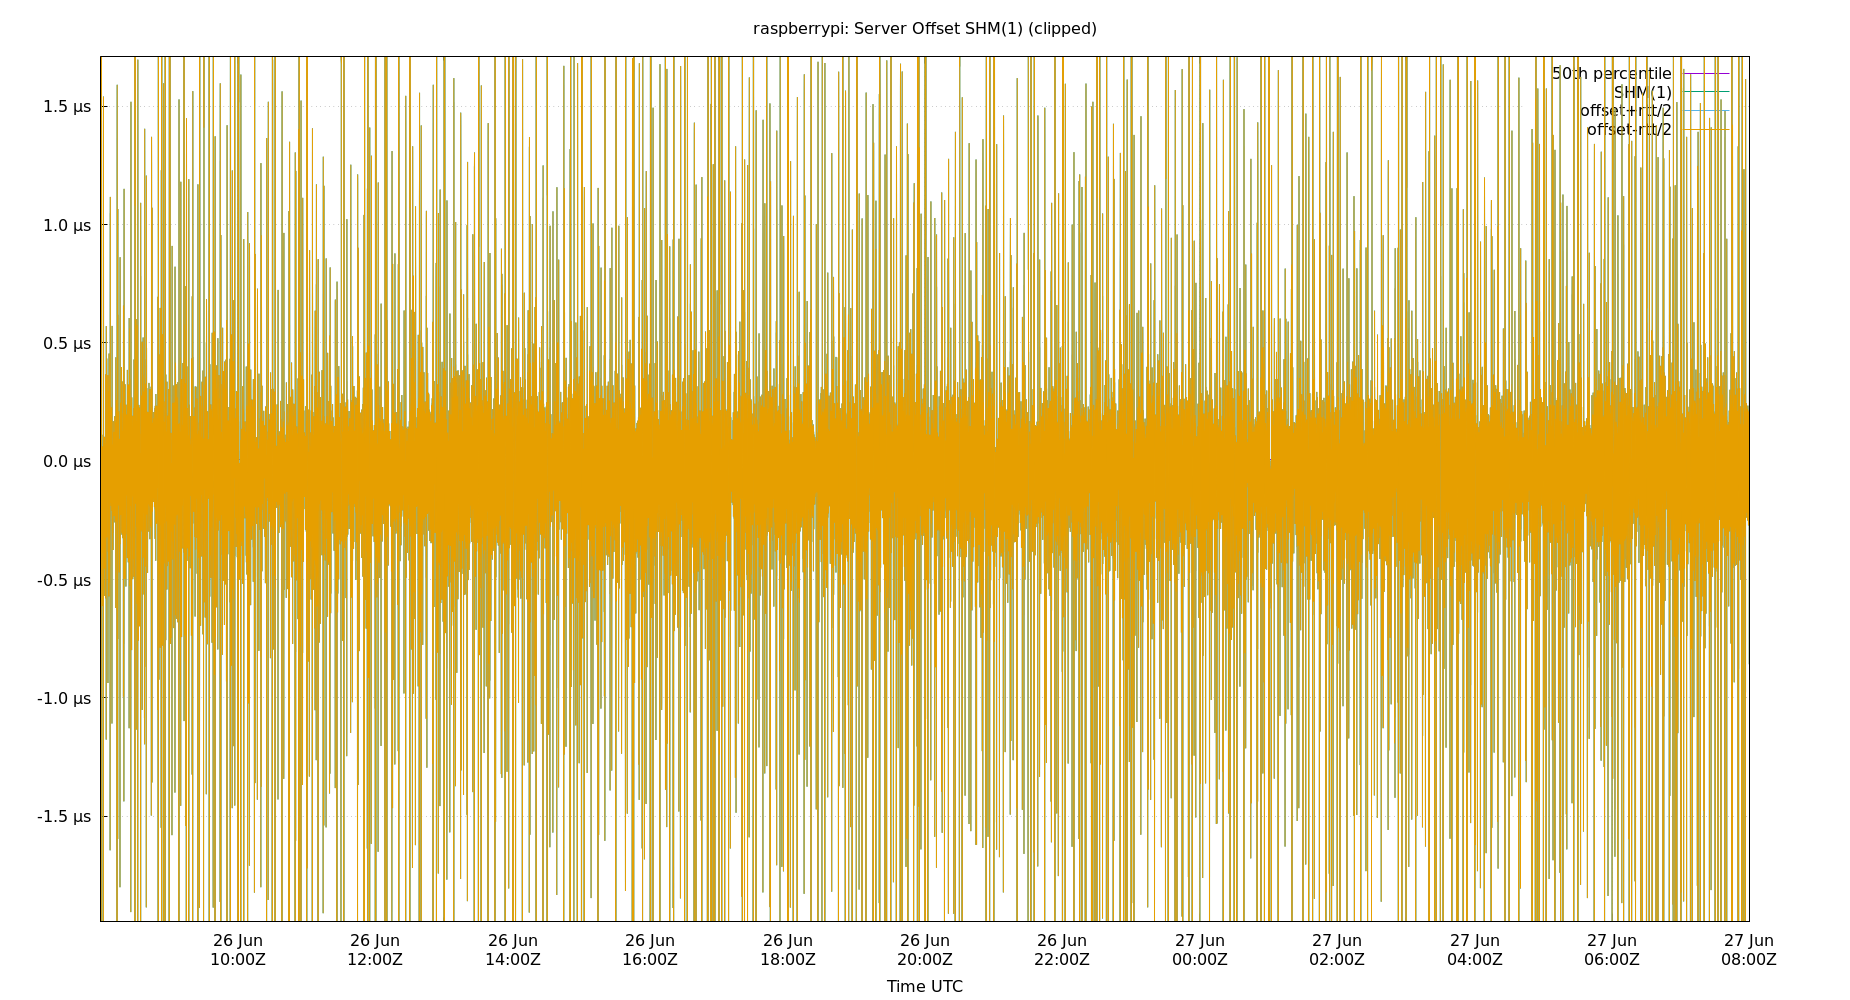 raspberrypi: Server Offset SHM(1) (clipped)
50th percentile
SHM(1)
offset+rtt/2
offset-rtt/2
1.5 µs
1.0 µs
0.5 µs
0.0 µs
-0.5 µs
-1.0 µs
-1.5 µs
26 Jun 26 Jun 26 Jun 26 Jun 26 Jun 26 Jun 26 Jun 27 Jun 27 Jun 27 Jun 27 Jun 27 Jun
10:00Z 12:00Z 14:00Z 16:00Z 18:00Z 20:00Z 22:00Z 00:00Z 02:00Z 04:00Z 06:00Z 08:00Z
Time UTC